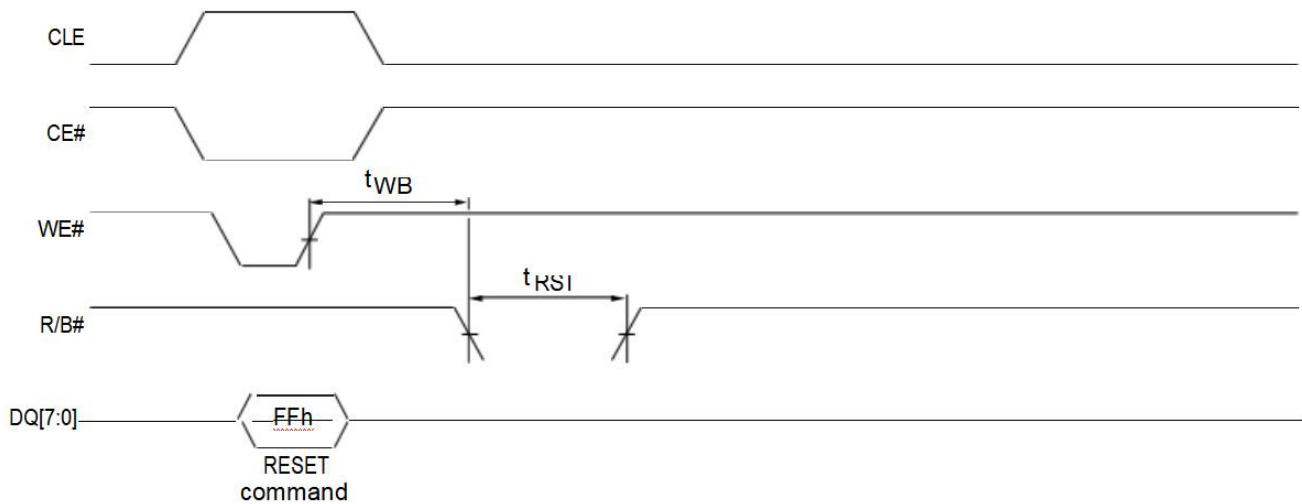 CLE
CE#
tWB
WE#
tRST
R/B#
DQ[7:0]
FFh
RESET
command